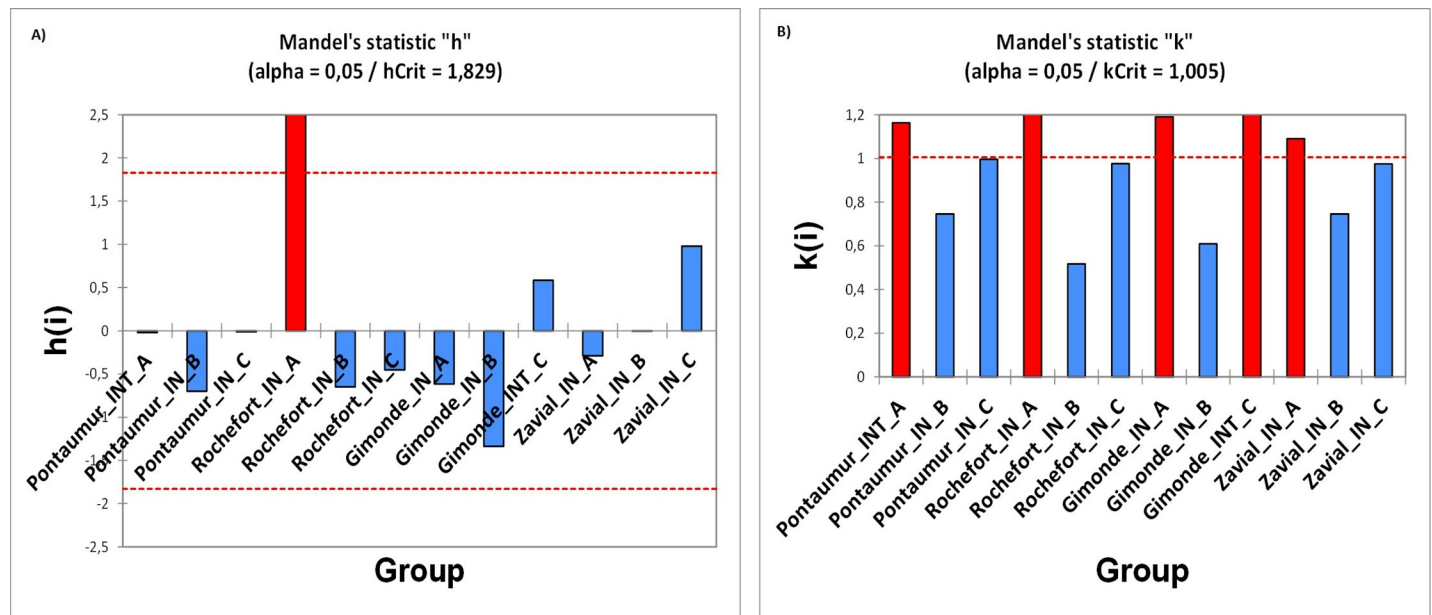 A)
Mandel's statistic "h"
(alpha = 0,05 / hCrit = 1,829)
2,5
2
1,5
1
0,5
0
-0,5
-1
-1,5
-2
-2,5
h(i)
Pontaumur_INT_A
Pontaumur_IN_B
Pontaumur_IN_C
Rochefort_IN_A
Rochefort_IN_B
Rochefort_IN_C
Gimonde_IN_A
Gimonde_IN_B
Gimonde_INT_C
Zavial_IN_A
Zavial_IN_B
Zavial_IN_C
Group
B)
Mandel's statistic "k"
(alpha = 0,05 / kCrit = 1,005)
1,2
1
0,8
0,6
0,4
0,2
0
k(i)
Pontaumur_INT_A
Pontaumur_IN_B
Pontaumur_IN_C
Rochefort_IN_A
Rochefort_IN_B
Rochefort_IN_C
Gimonde_IN_A
Gimonde_IN_B
Gimonde_INT_C
Zavial_IN_A
Zavial_IN_B
Zavial_IN_C
Group